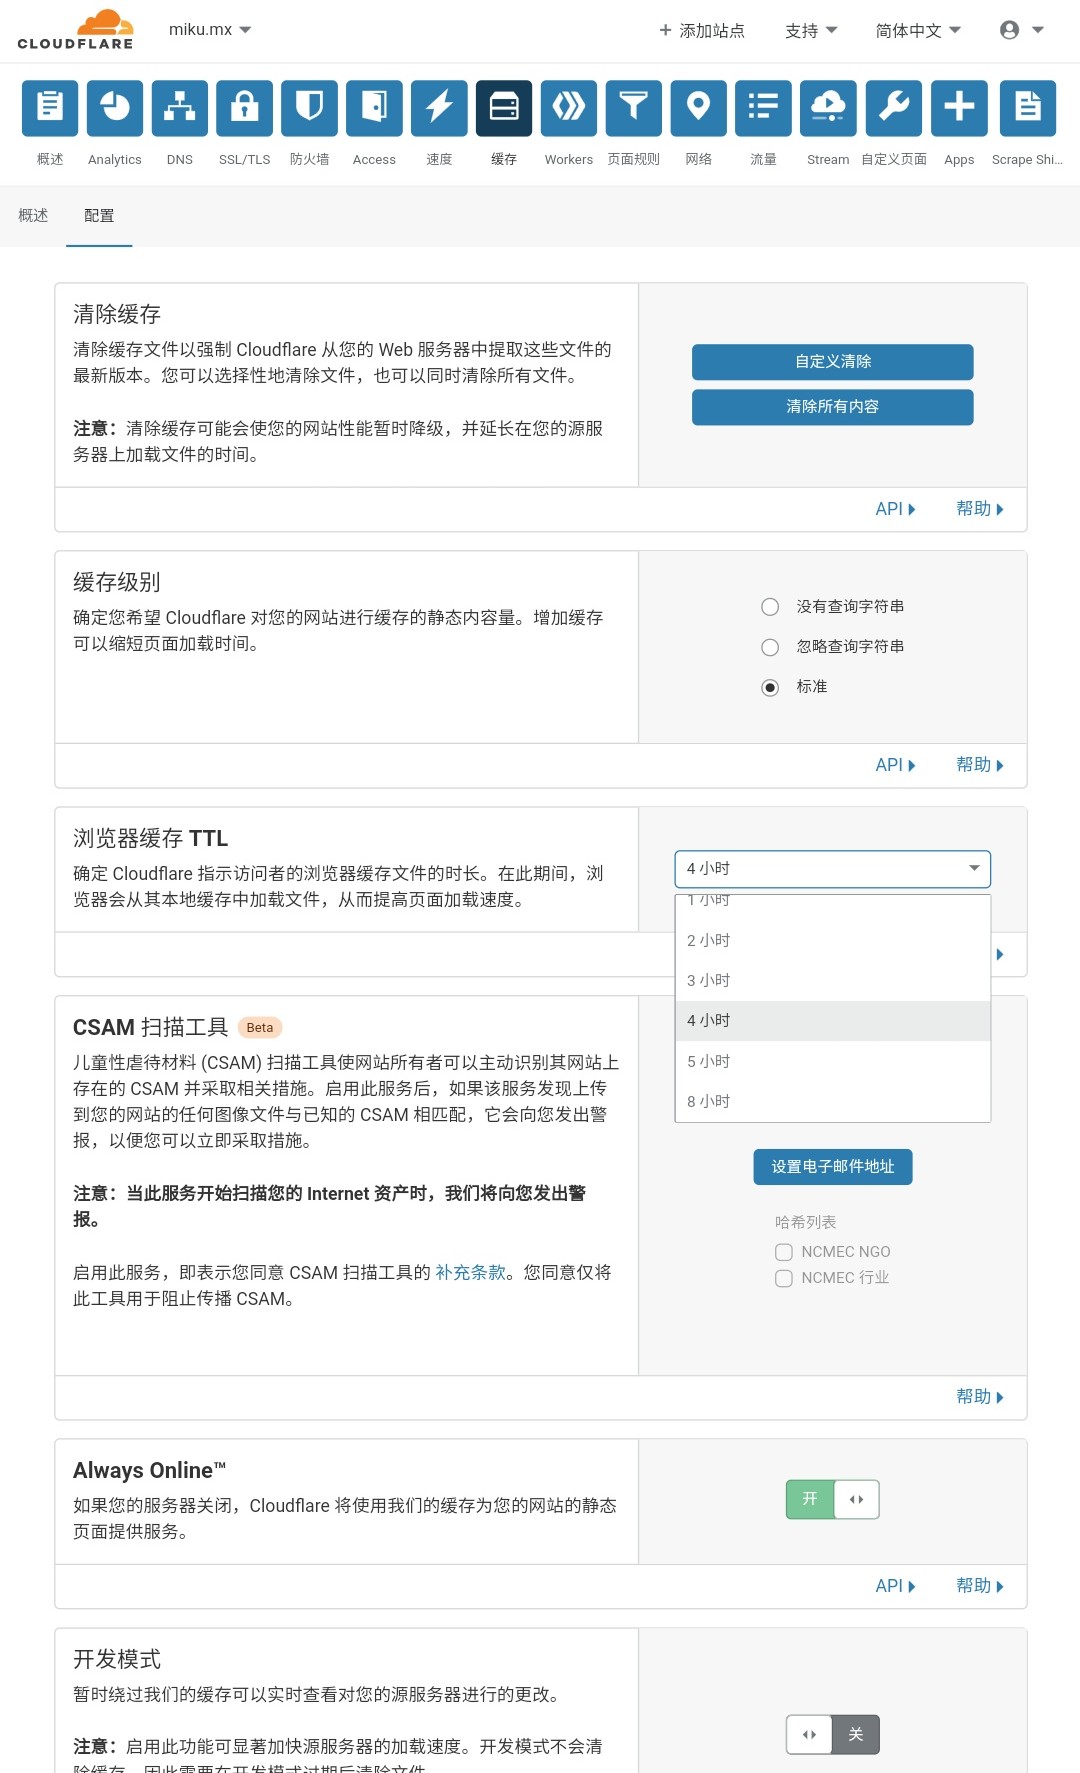 CLOUDFLARE
miku.mx
+ 添加站点
支持
简体中文
概述
Analytics
DNS
SSL/TLS
防火墙
Access
速度
缓存
Workers
页面规则
网络
流量
Stream
自定义页面
Apps
Scrape Shi...
概述
配置
清除缓存
清除缓存文件以强制 Cloudflare 从您的 Web 服务器中提取这些文件的
最新版本。您可以选择性地清除文件，也可以同时清除所有文件。
注意：清除缓存可能会使您的网站性能暂时降级，并延长在您的源服
务器上加载文件的时间。
自定义清除
清除所有内容
API
帮助
缓存级别
确定您希望 Cloudflare 对您的网站进行缓存的静态内容量。增加缓存
可以缩短页面加载时间。
没有查询字符串
忽略查询字符串
标准
API
帮助
浏览器缓存 TTL
确定 Cloudflare 指示访问者的浏览器缓存文件的时长。在此期间，浏
览器会从其本地缓存中加载文件，从而提高页面加载速度。
4 小时
1 小时
2 小时
3 小时
4 小时
5 小时
8 小时
CSAM 扫描工具 Beta
儿童性虐待材料 (CSAM) 扫描工具使网站所有者可以主动识别其网站上
存在的 CSAM 并采取相关措施。启用此服务后，如果该服务发现上传
到您的网站的任何图像文件与已知的 CSAM 相匹配，它会向您发出警
报，以便您可以立即采取措施。
注意：当此服务开始扫描您的 Internet 资产时，我们将向您发出警
报。
启用此服务，即表示您同意 CSAM 扫描工具的 补充条款。您同意仅将
此工具用于阻止传播 CSAM。
设置电子邮件地址
哈希列表
NCMEC NGO
NCMEC 行业
帮助
Always Online™
如果您的服务器关闭，Cloudflare 将使用我们的缓存为您的网站的静态
页面提供服务。
开
API
帮助
开发模式
暂时绕过我们的缓存可以实时查看对您的源服务器进行的更改。
注意：启用此功能可显著加快源服务器的加载速度。开发模式不会清
除缓存，因此需要在开发模式过期后清除文件。
关